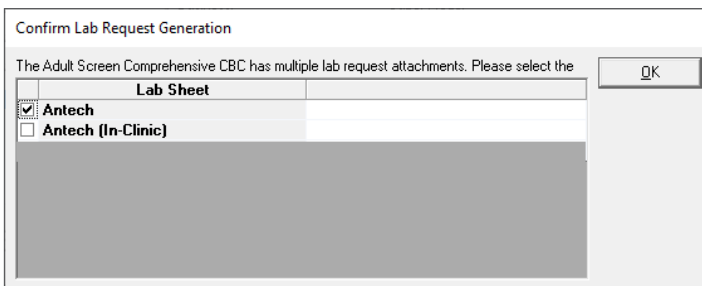 Confirm Lab Request Generation
The Adult Screen Comprehensive CBC has multiple lab request attachments. Please select the
OK
Lab Sheet
Antech
Antech (In-Clinic)